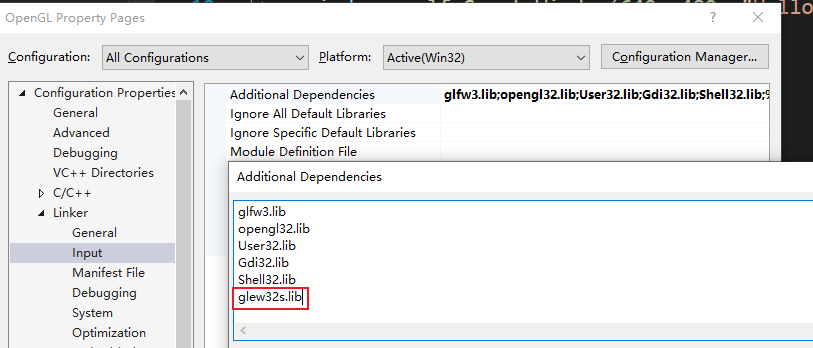 OpenGL Property Pages
?
Configuration: All Configurations Platform: Active(Win32) Configuration Manager...
Configuration Properties
General
Advanced
Debugging
VC++ Directories
C/C++
Linker
General
Input
Manifest File
Debugging
System
Optimization
Additional Dependencies glfw3.lib;opengl32.lib;User32.lib;Gdi32.lib;Shell32.lib;%
Ignore All Default Libraries
Ignore Specific Default Libraries
Module Definition File
Additional Dependencies
glfw3.lib
opengl32.lib
User32.lib
Gdi32.lib
Shell32.lib
glew32s.lib